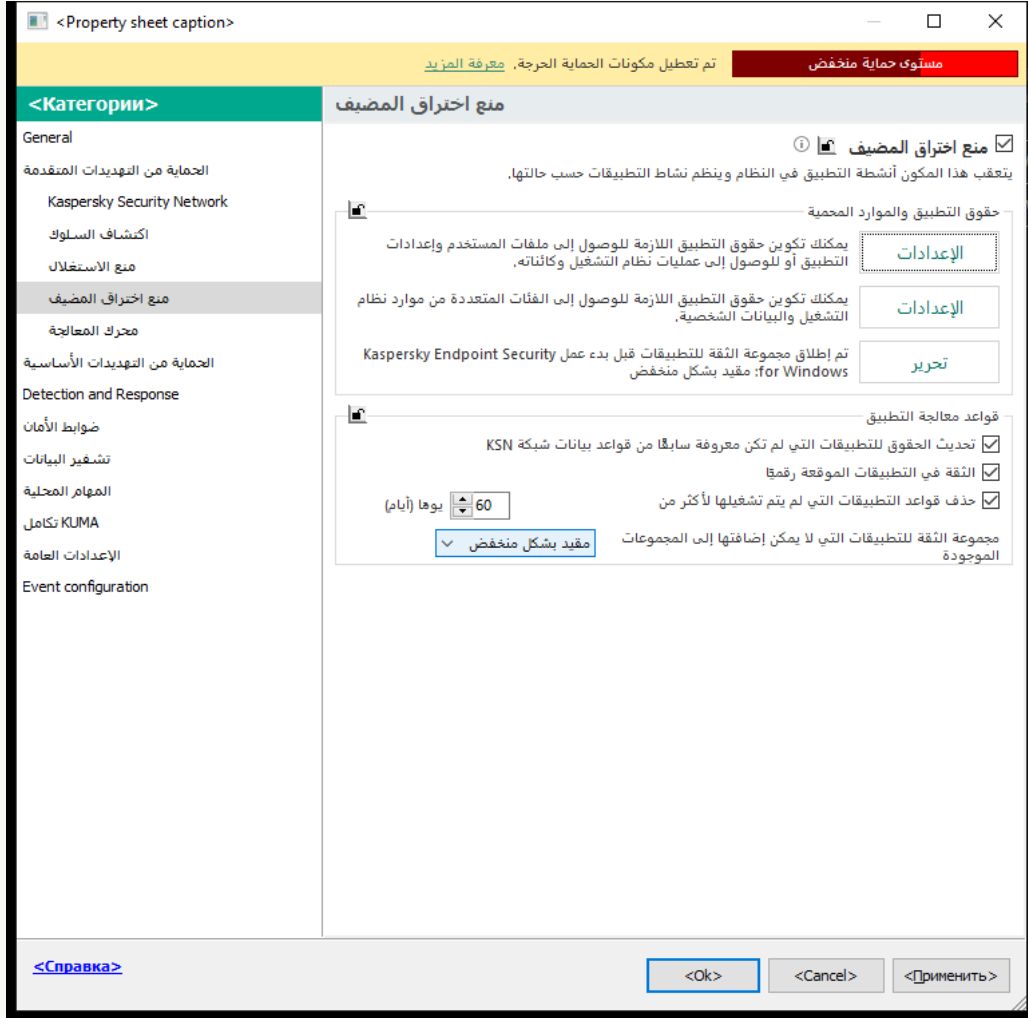 <Property sheet caption>
مستوى حماية منخفض
تم تعطيل مكونات الحماية الحرجة. معرفة المزيد
<Категории>
General
الحماية من التهديدات المتقدمة
Kaspersky Security Network
اكتشاف السلوك
منع الاستغلال
منع اختراق المضيف
محرك المعالجة
الحماية من التهديدات الأساسية
Detection and Response
ضوابط الأمان
تشفير البيانات
المهام المحلية
KUMA تكامل
الإعدادات العامة
Event configuration
منع اختراق المضيف
منع اختراق المضيف
يتعقب هذا المكون أنشطة التطبيق في النظام وينظم نشاط التطبيقات حسب حالتها.
حقوق التطبيق والموارد المحمية
الإعدادات
يمكنك تكوين حقوق التطبيق اللازمة للوصول إلى ملفات المستخدم وإعدادات
التطبيق أو للوصول إلى عمليات نظام التشغيل وكائناته.
الإعدادات
يمكنك تكوين حقوق التطبيق اللازمة للوصول إلى الفئات المتعددة من موارد نظام
التشغيل والبيانات الشخصية.
تحرير
تم إطلاق مجموعة الثقة للتطبيقات قبل بدء عمل Kaspersky Endpoint Security
for Windows: مقيد بشكل منخفض
قواعد معالجة التطبيق
تحديث الحقوق للتطبيقات التي لم تكن معروفة سابقًا من قواعد بيانات شبكة KSN
الثقة في التطبيقات الموقعة رقميًا
حذف قواعد التطبيقات التي لم يتم تشغيلها لأكثر من 60 يوها (أيام)
مجموعة الثقة للتطبيقات التي لا يمكن إضافتها إلى المجموعات
الموجودة
مقيد بشكل منخفض
<Справка>
<Ok>
<Cancel>
<Применить>